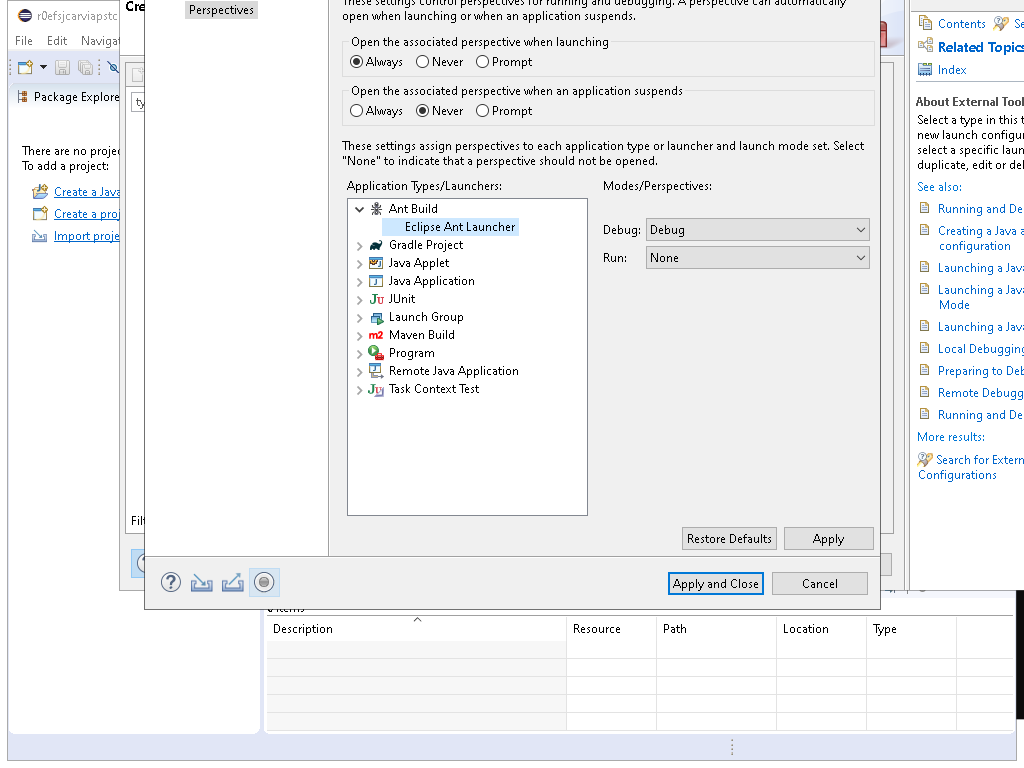 r0efsjcarviapstc
Cre
File Edit Naviga
Package Explore
ty
There are no projec
To add a project:
Create a Java
Create a proj
Import proje
Filt
Perspectives
These settings control perspectives for running and debugging. A perspective can automatically
open when launching or when an application suspends.
Open the associated perspective when launching
Always Never Prompt
Open the associated perspective when an application suspends
Always Never Prompt
These settings assign perspectives to each application type or launcher and launch mode set. Select
"None" to indicate that a perspective should not be opened.
Application Types/Launchers:
Modes/Perspectives:
Ant Build
Eclipse Ant Launcher
Gradle Project
Java Applet
Java Application
JUnit
Launch Group
Maven Build
Program
Remote Java Application
Task Context Test
Debug: Debug
Run: None
Restore Defaults Apply
Apply and Close Cancel
Contents Se
Related Topics
Index
About External Tool
Select a type in this t
new launch configur
select a specific laun
duplicate, edit or del
See also:
Running and De
Creating a Java a
configuration
Launching a Java
Launching a Java
Mode
Launching a Java
Local Debugging
Preparing to Deb
Remote Debugg
Running and De
More results:
Search for Extern
Configurations
0 items
Description Resource Path Location Type